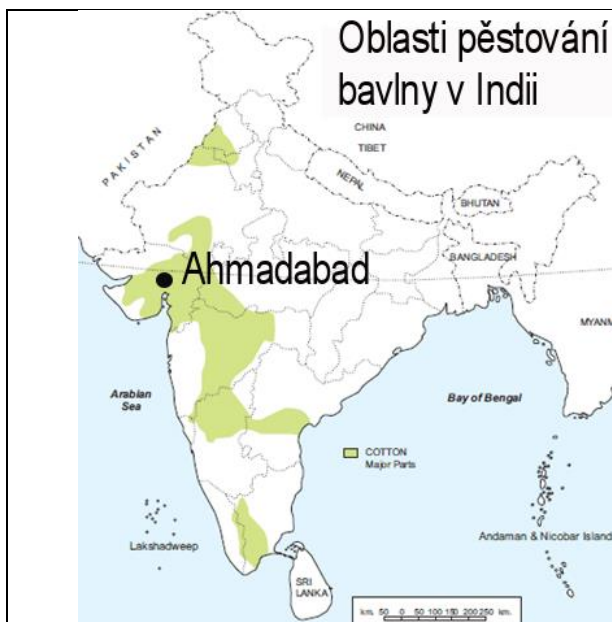 Oblasti pěstování
bavlny v Indii
CHINA
TIBET
PAKISTAN
NEPAL
BHUTAN
BANGLADESH
Ahmadabad
MYANM
Arabian
Sea
Bay of Bengal
COTTON
Major Parts
Lakshadweep
Andaman & Nicobar Island
SRI
LANKA
km. 50 0 50 100 150 200 250 km.